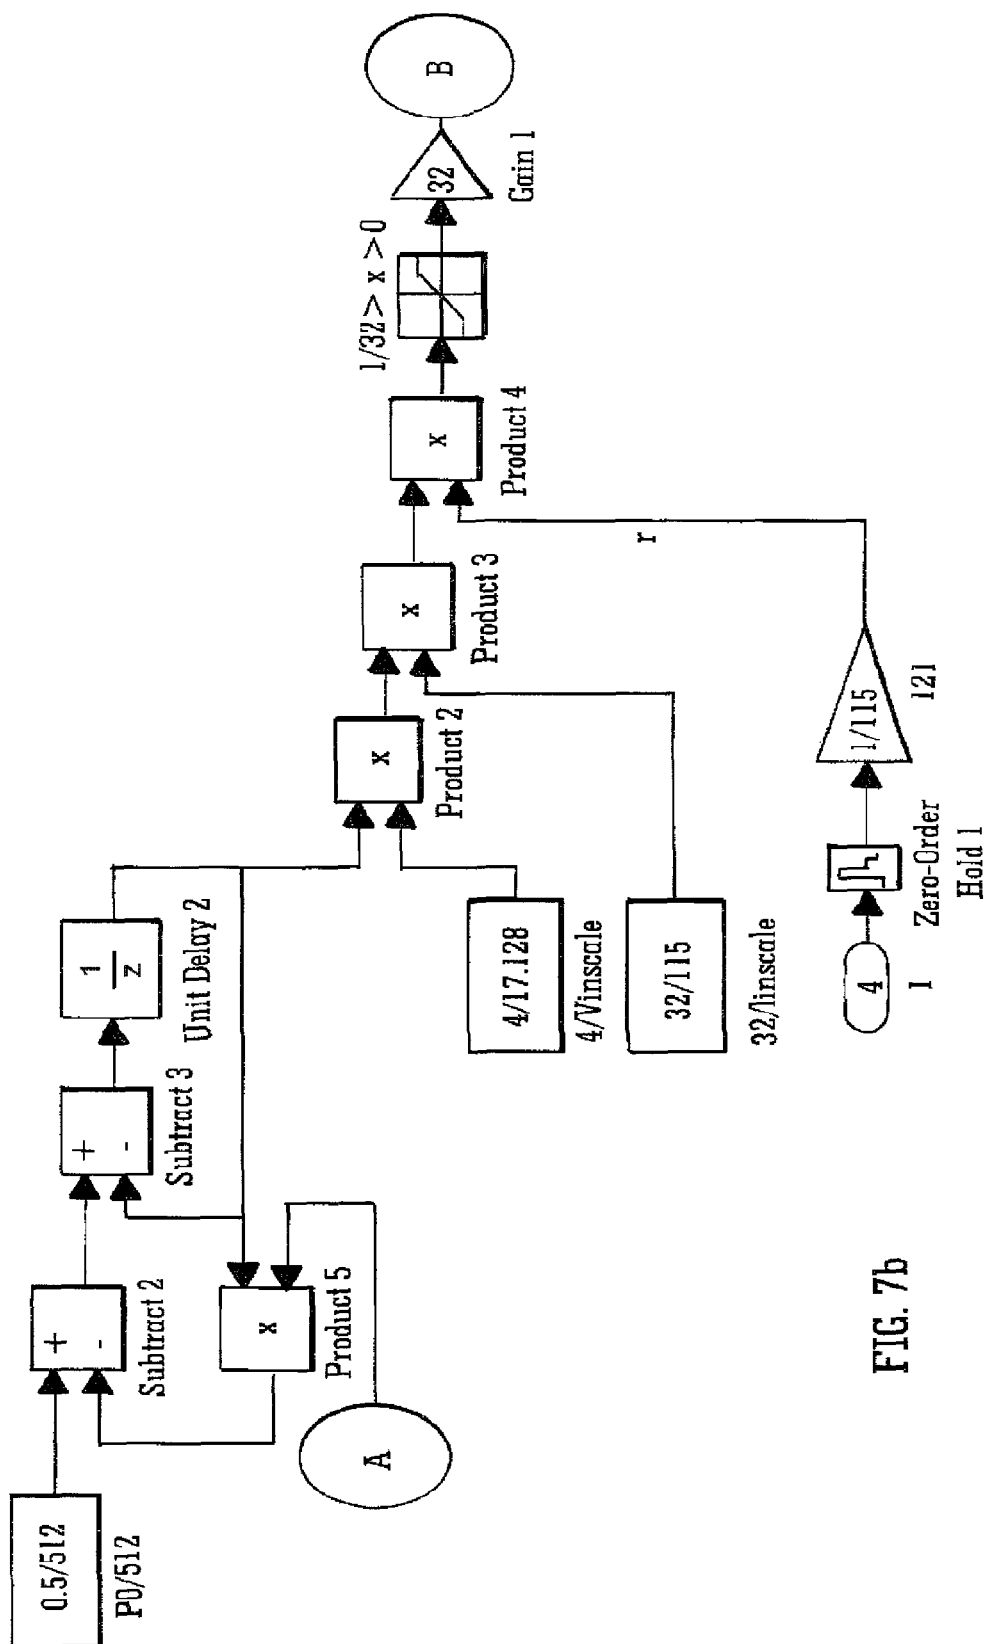 0.5/512
P0/512
+
-
Subtract 2
+
-
Subtract 3
1
z
Unit Delay 2
A
x
Product 5
4/17.128
4/Vinscale
32/115
32/Iinscale
x
Product 2
x
Product 3
x
Product 4
1/32> x >0
32
Gain 1
B
4
1
Zero-Order
Hold 1
1/115
121
r
FIG. 7b